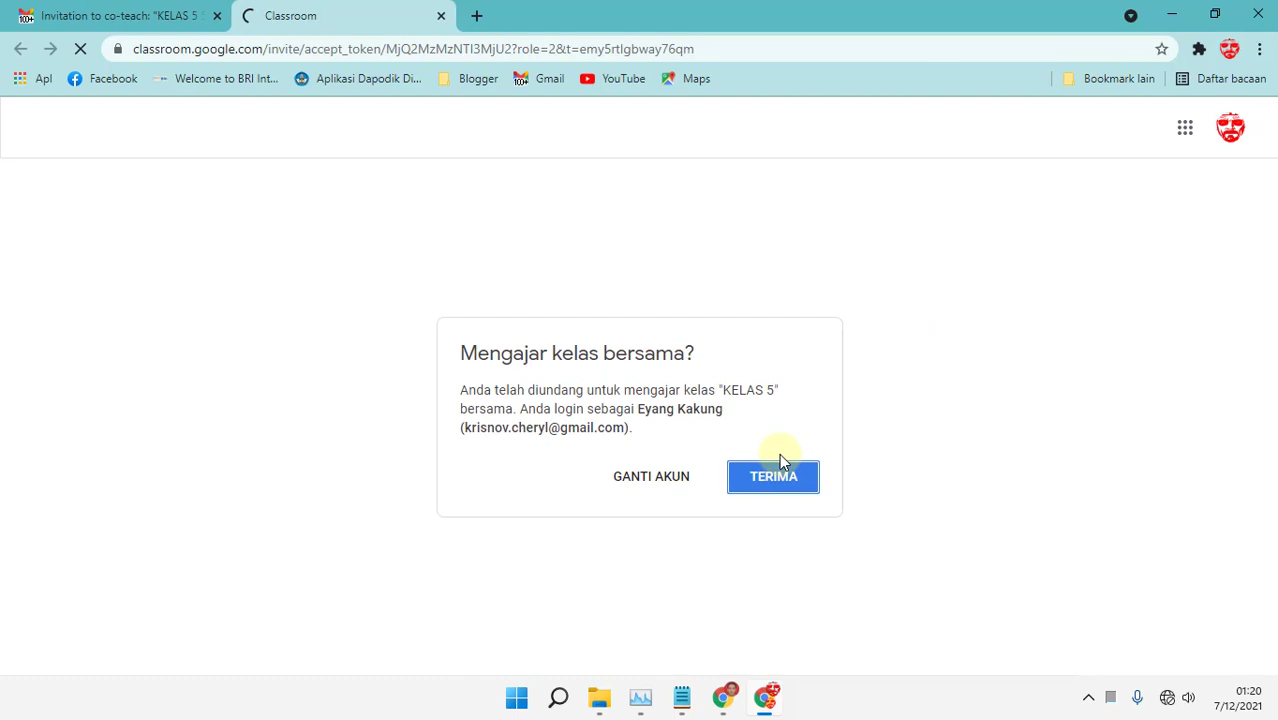 Invitation to co-teach: "KELAS 5
Classroom
classroom.google.com/invite/accept_token/MjQ2MzMzNTI3MjU2?role=2&t=emy5rtlgbway76qm
Apl
Facebook
Welcome to BRI Int...
Aplikasi Dapodik Di...
Blogger
Gmail
YouTube
Maps
Bookmark lain
Daftar bacaan
Mengajar kelas bersama?
Anda telah diundang untuk mengajar kelas "KELAS 5"
bersama. Anda login sebagai Eyang Kakung
(krisnov.cheryl@gmail.com).
GANTI AKUN
TERIMA
01:20
7/12/2021